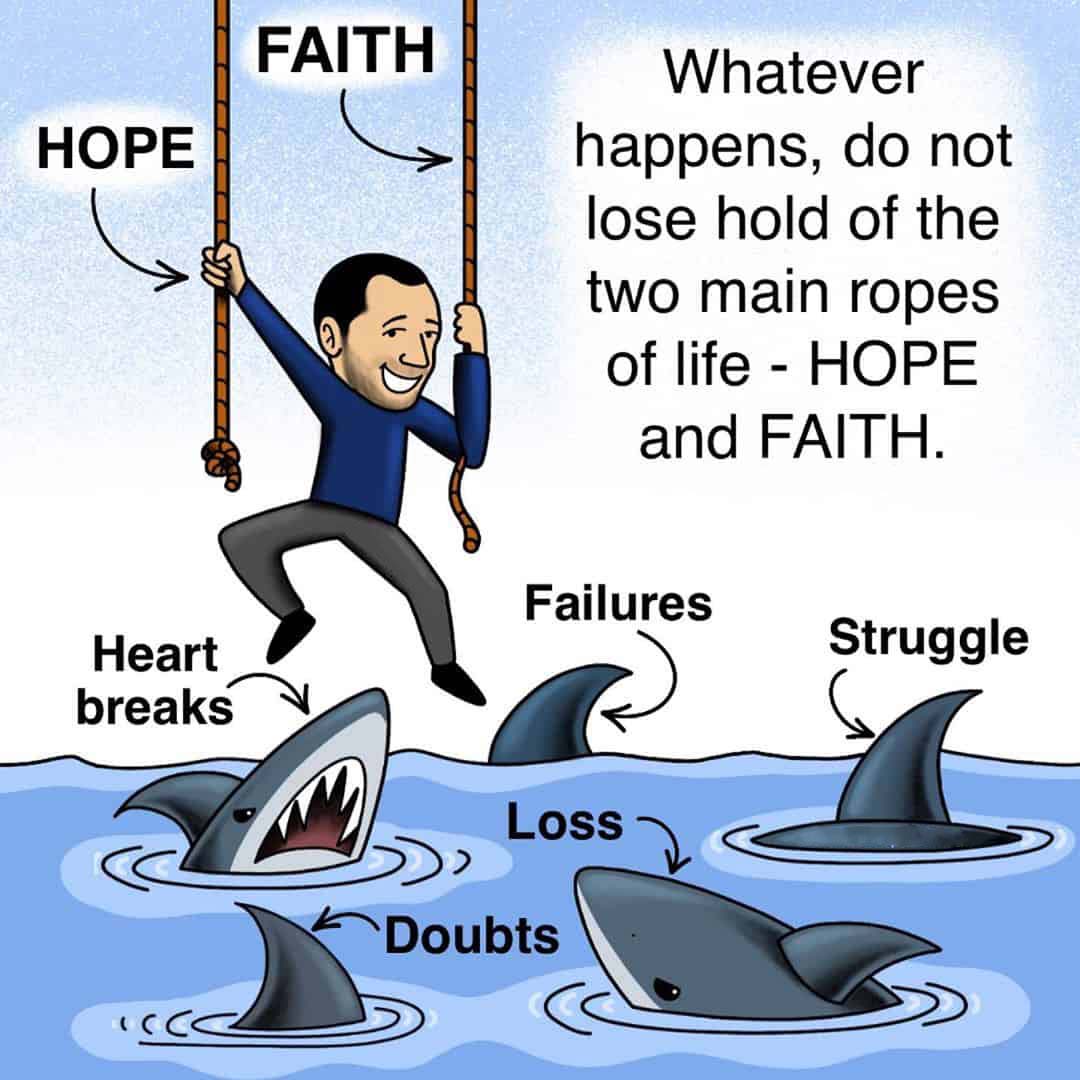 FAITH
HOPE
Whatever
happens, do not
lose hold of the
two main ropes
of life - HOPE
and FAITH.
Failures
Struggle
Heart
breaks
Loss
Doubts